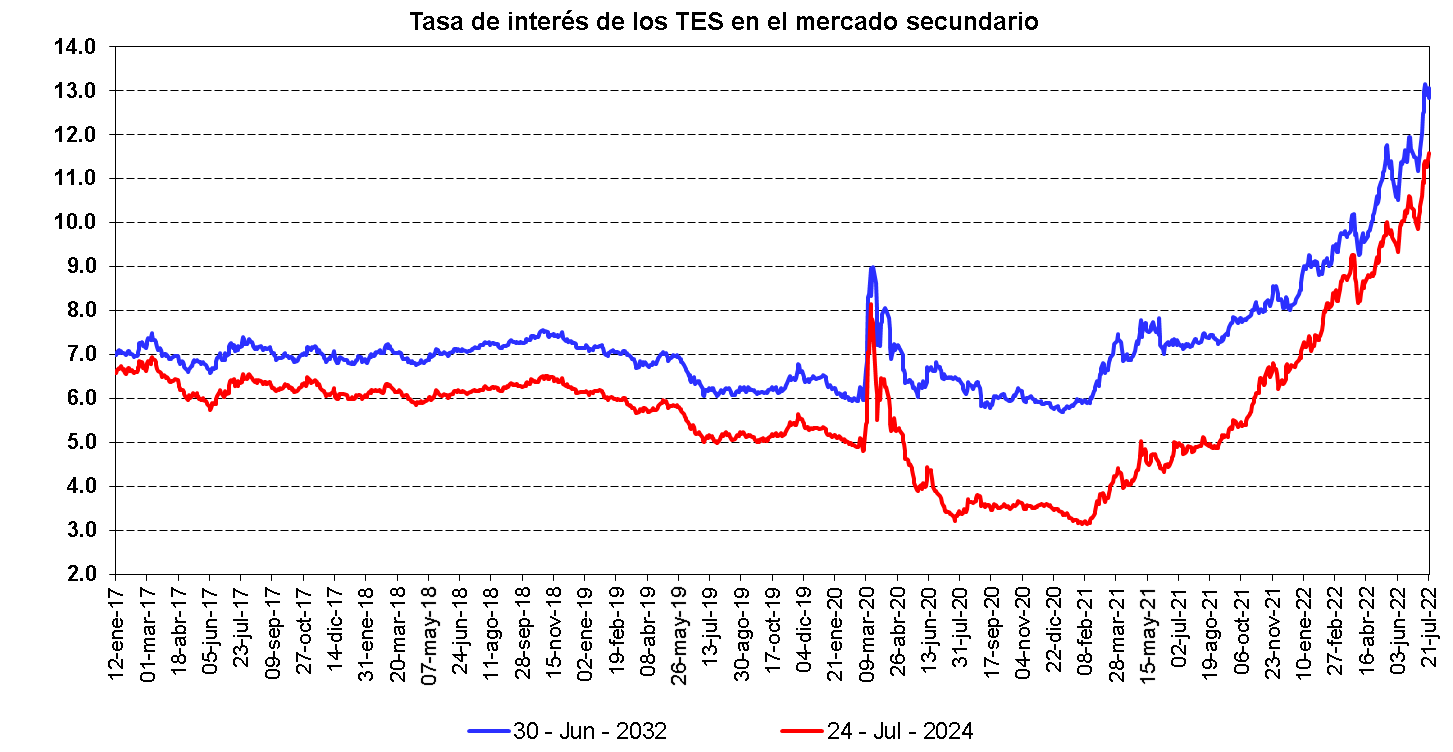 Tasa de interés de los TES en el mercado secundario
14.0
13.0
12.0
11.0
10.0
9.0
8.0
7.0
6.0
5.0
4.0
3.0
2.0
12-ene-17
01-mar-17
18-abr-17
05-jun-17
23-jul-17
09-sep-17
27-oct-17
14-dic-17
31-ene-18
20-mar-18
07-may-18
24-jun-18
11-ago-18
28-sep-18
15-nov-18
02-ene-19
19-feb-19
08-abr-19
26-may-19
13-jul-19
30-ago-19
17-oct-19
04-dic-19
21-ene-20
09-mar-20
26-abr-20
13-jun-20
31-jul-20
17-sep-20
04-nov-20
22-dic-20
08-feb-21
28-mar-21
15-may-21
02-jul-21
19-ago-21
06-oct-21
23-nov-21
10-ene-22
27-feb-22
16-abr-22
03-jun-22
21-jul-22
30 - Jun - 2032
24 - Jul - 2024